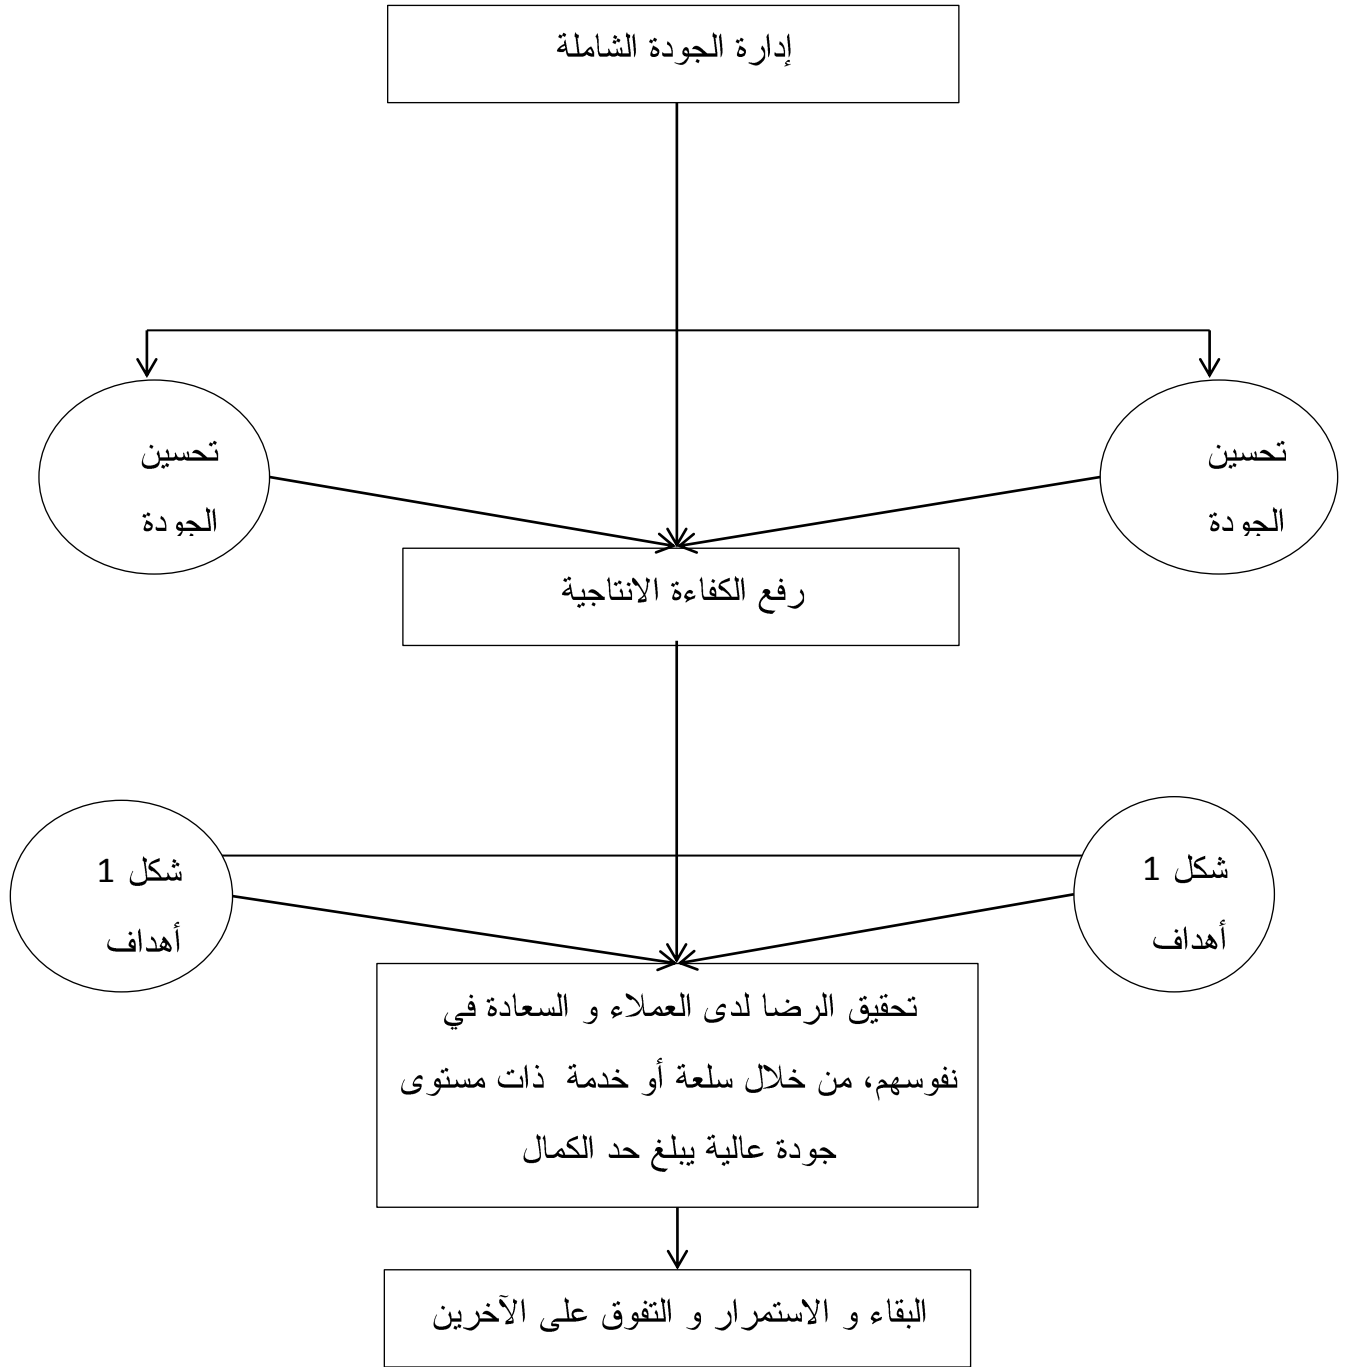 إدارة الجودة الشاملة
تحسين
الجودة
تحسين
الجودة
رفع الكفاءة الانتاجية
شكل 1
أهداف
شكل 1
أهداف
تحقيق الرضا لدى العملاء و السعادة في
نفوسهم، من خلال سلعة أو خدمة ذات مستوى
جودة عالية يبلغ حد الكمال
البقاء و الاستمرار و التفوق على الآخرين